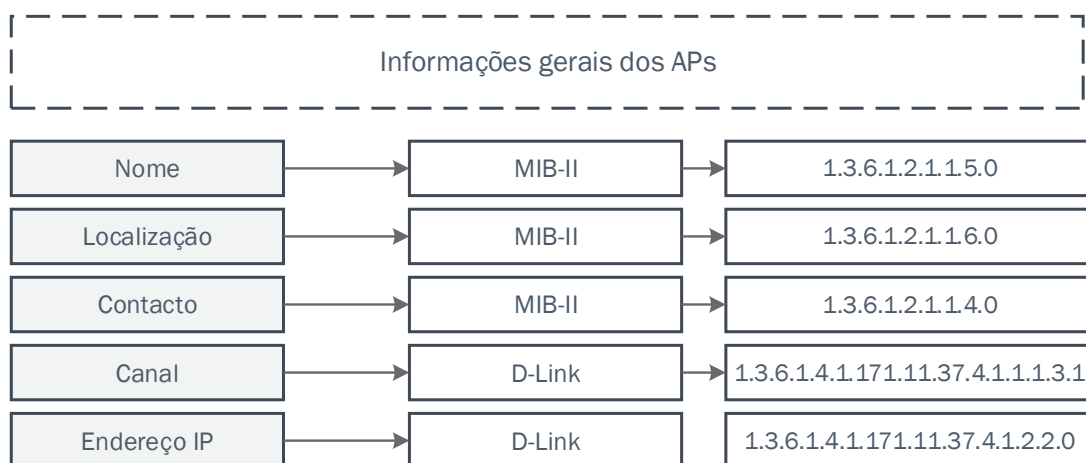 Informações gerais dos APs
Nome MIB-II 1.3.6.1.2.1.1.5.0
Localização MIB-II 1.3.6.1.2.1.1.6.0
Contacto MIB-II 1.3.6.1.2.1.1.4.0
Canal D-Link 1.3.6.1.4.1.171.11.37.4.1.1.1.3.1
Endereço IP D-Link 1.3.6.1.4.1.171.11.37.4.1.2.2.0